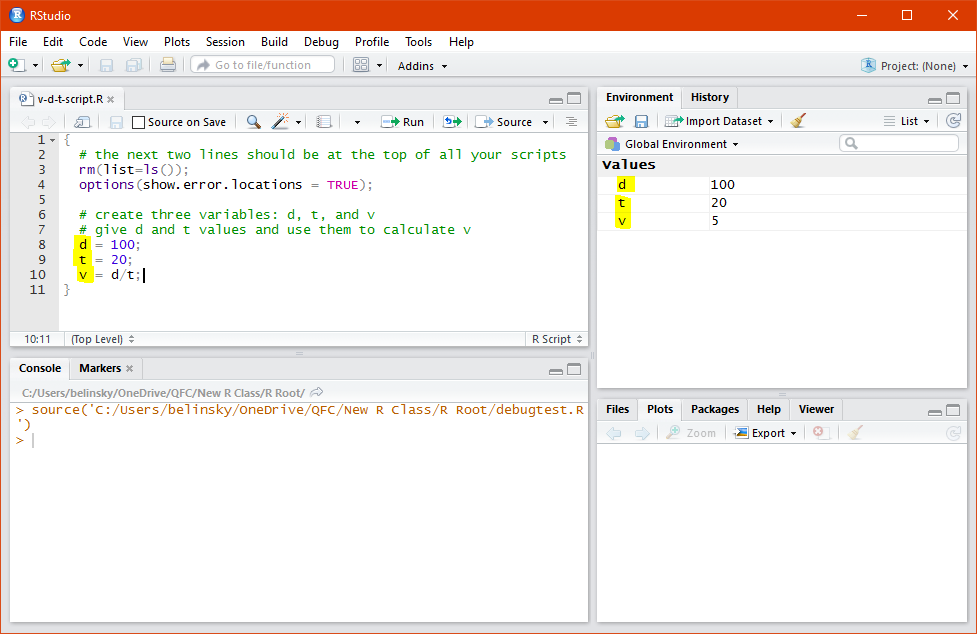 RStudio
File Edit Code View Plots Session Build Debug Profile Tools Help
Go to file/function Addins Project: (None)
v-d-t-script.R
Source on Save Run Source
1 {
2 # the next two lines should be at the top of all your scripts
3 rm(list=ls());
4 options(show.error.locations = TRUE);
5
6 # create three variables: d, t, and v
7 # give d and t values and use them to calculate v
8 d = 100;
9 t = 20;
10 v = d/t;
11 }
10:11 (Top Level) R Script
Console Markers
C:/Users/belinsky/OneDrive/QFC/New R Class/R Root/
> source('C:/Users/belinsky/OneDrive/QFC/New R Class/R Root/debugtest.R
')
>
Environment History
Import Dataset List
Global Environment
Values
d 100
t 20
v 5
Files Plots Packages Help Viewer
Zoom Export